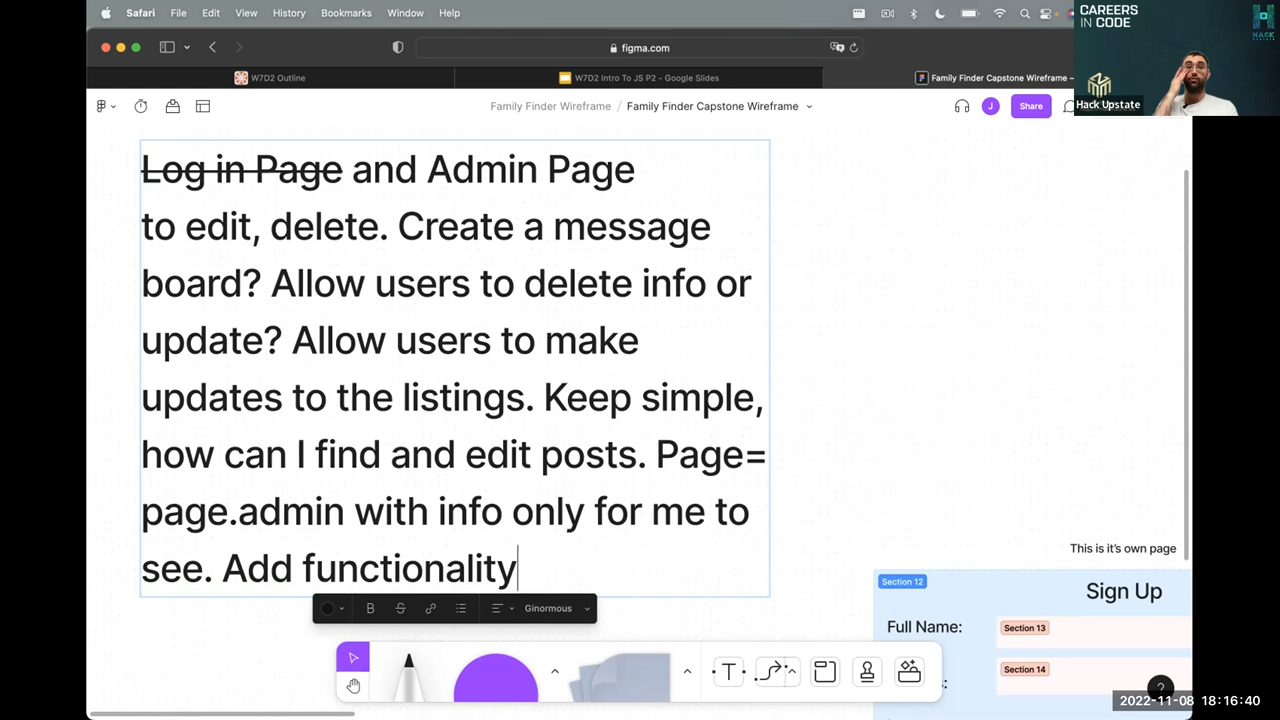 Safari File Edit View History Bookmarks Window Help
figma.com
W7D2 Outline
W7D2 Intro To JS P2 - Google Slides
Family Finder Capstone Wireframe –
Family Finder Wireframe / Family Finder Capstone Wireframe
J
Share
CAREERS
IN CODE
HACK
UPSTATE
Hack Upstate
Log in Page and Admin Page
to edit, delete. Create a message
board? Allow users to delete info or
update? Allow users to make
updates to the listings. Keep simple,
how can I find and edit posts. Page=
page.admin with info only for me to
see. Add functionality
B S Ginormous
T
This is it's own page
Section 12
Sign Up
Full Name:
Section 13
Section 14
?
2022-11-08 18:16:40